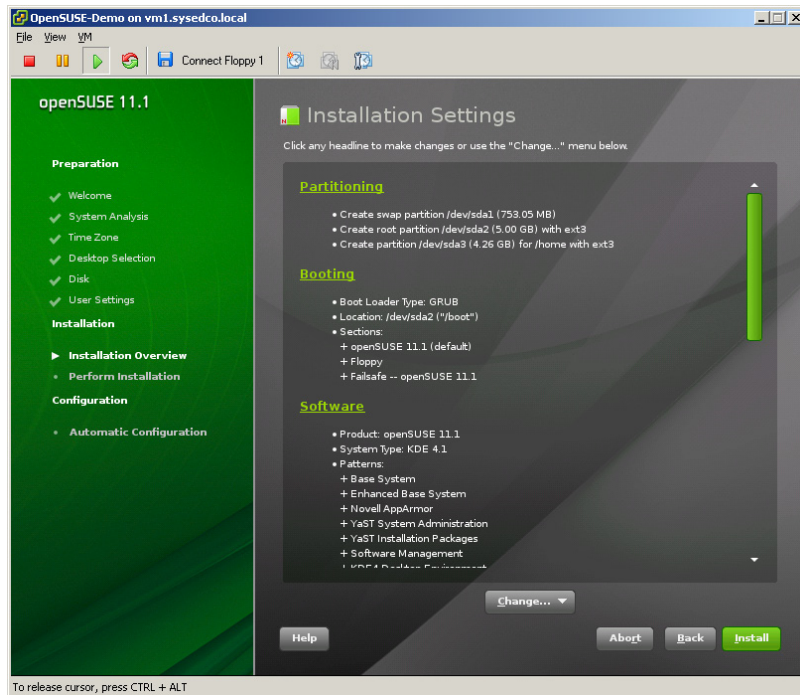 OpenSUSE-Demo on vm1.sysedco.local
File View VM
Connect Floppy 1
openSUSE 11.1
Preparation
Welcome
System Analysis
Time Zone
Desktop Selection
Disk
User Settings
Installation
Installation Overview
Perform Installation
Configuration
Automatic Configuration
Installation Settings
Click any headline to make changes or use the "Change..." menu below.
Partitioning
• Create swap partition /dev/sda1 (753.05 MB)
• Create root partition /dev/sda2 (5.00 GB) with ext3
• Create partition /dev/sda3 (4.26 GB) for /home with ext3
Booting
• Boot Loader Type: GRUB
• Location: /dev/sda2 ("/boot")
• Sections:
+ openSUSE 11.1 (default)
+ Floppy
+ Failsafe -- openSUSE 11.1
Software
• Product: openSUSE 11.1
• System Type: KDE 4.1
• Patterns:
+ Base System
+ Enhanced Base System
+ Novell AppArmor
+ YaST System Administration
+ YaST Installation Packages
+ Software Management
+ KDE4 Desktop Environment
Change...
Help Abort Back Install
To release cursor, press CTRL + ALT